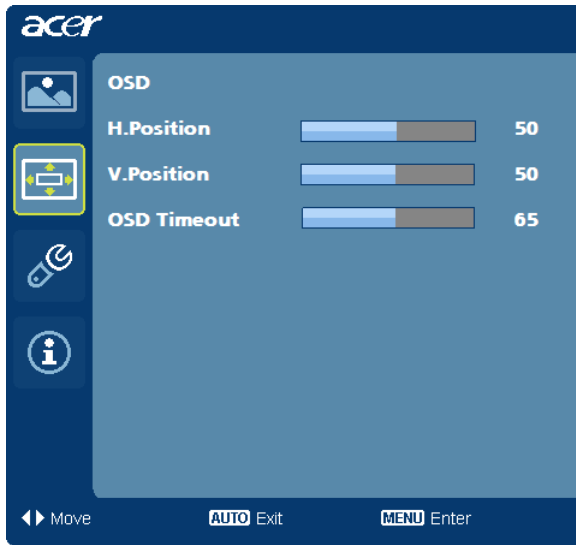 acer
OSD
H.Position 50
V.Position 50
OSD Timeout 65
Move AUTO Exit MENU Enter